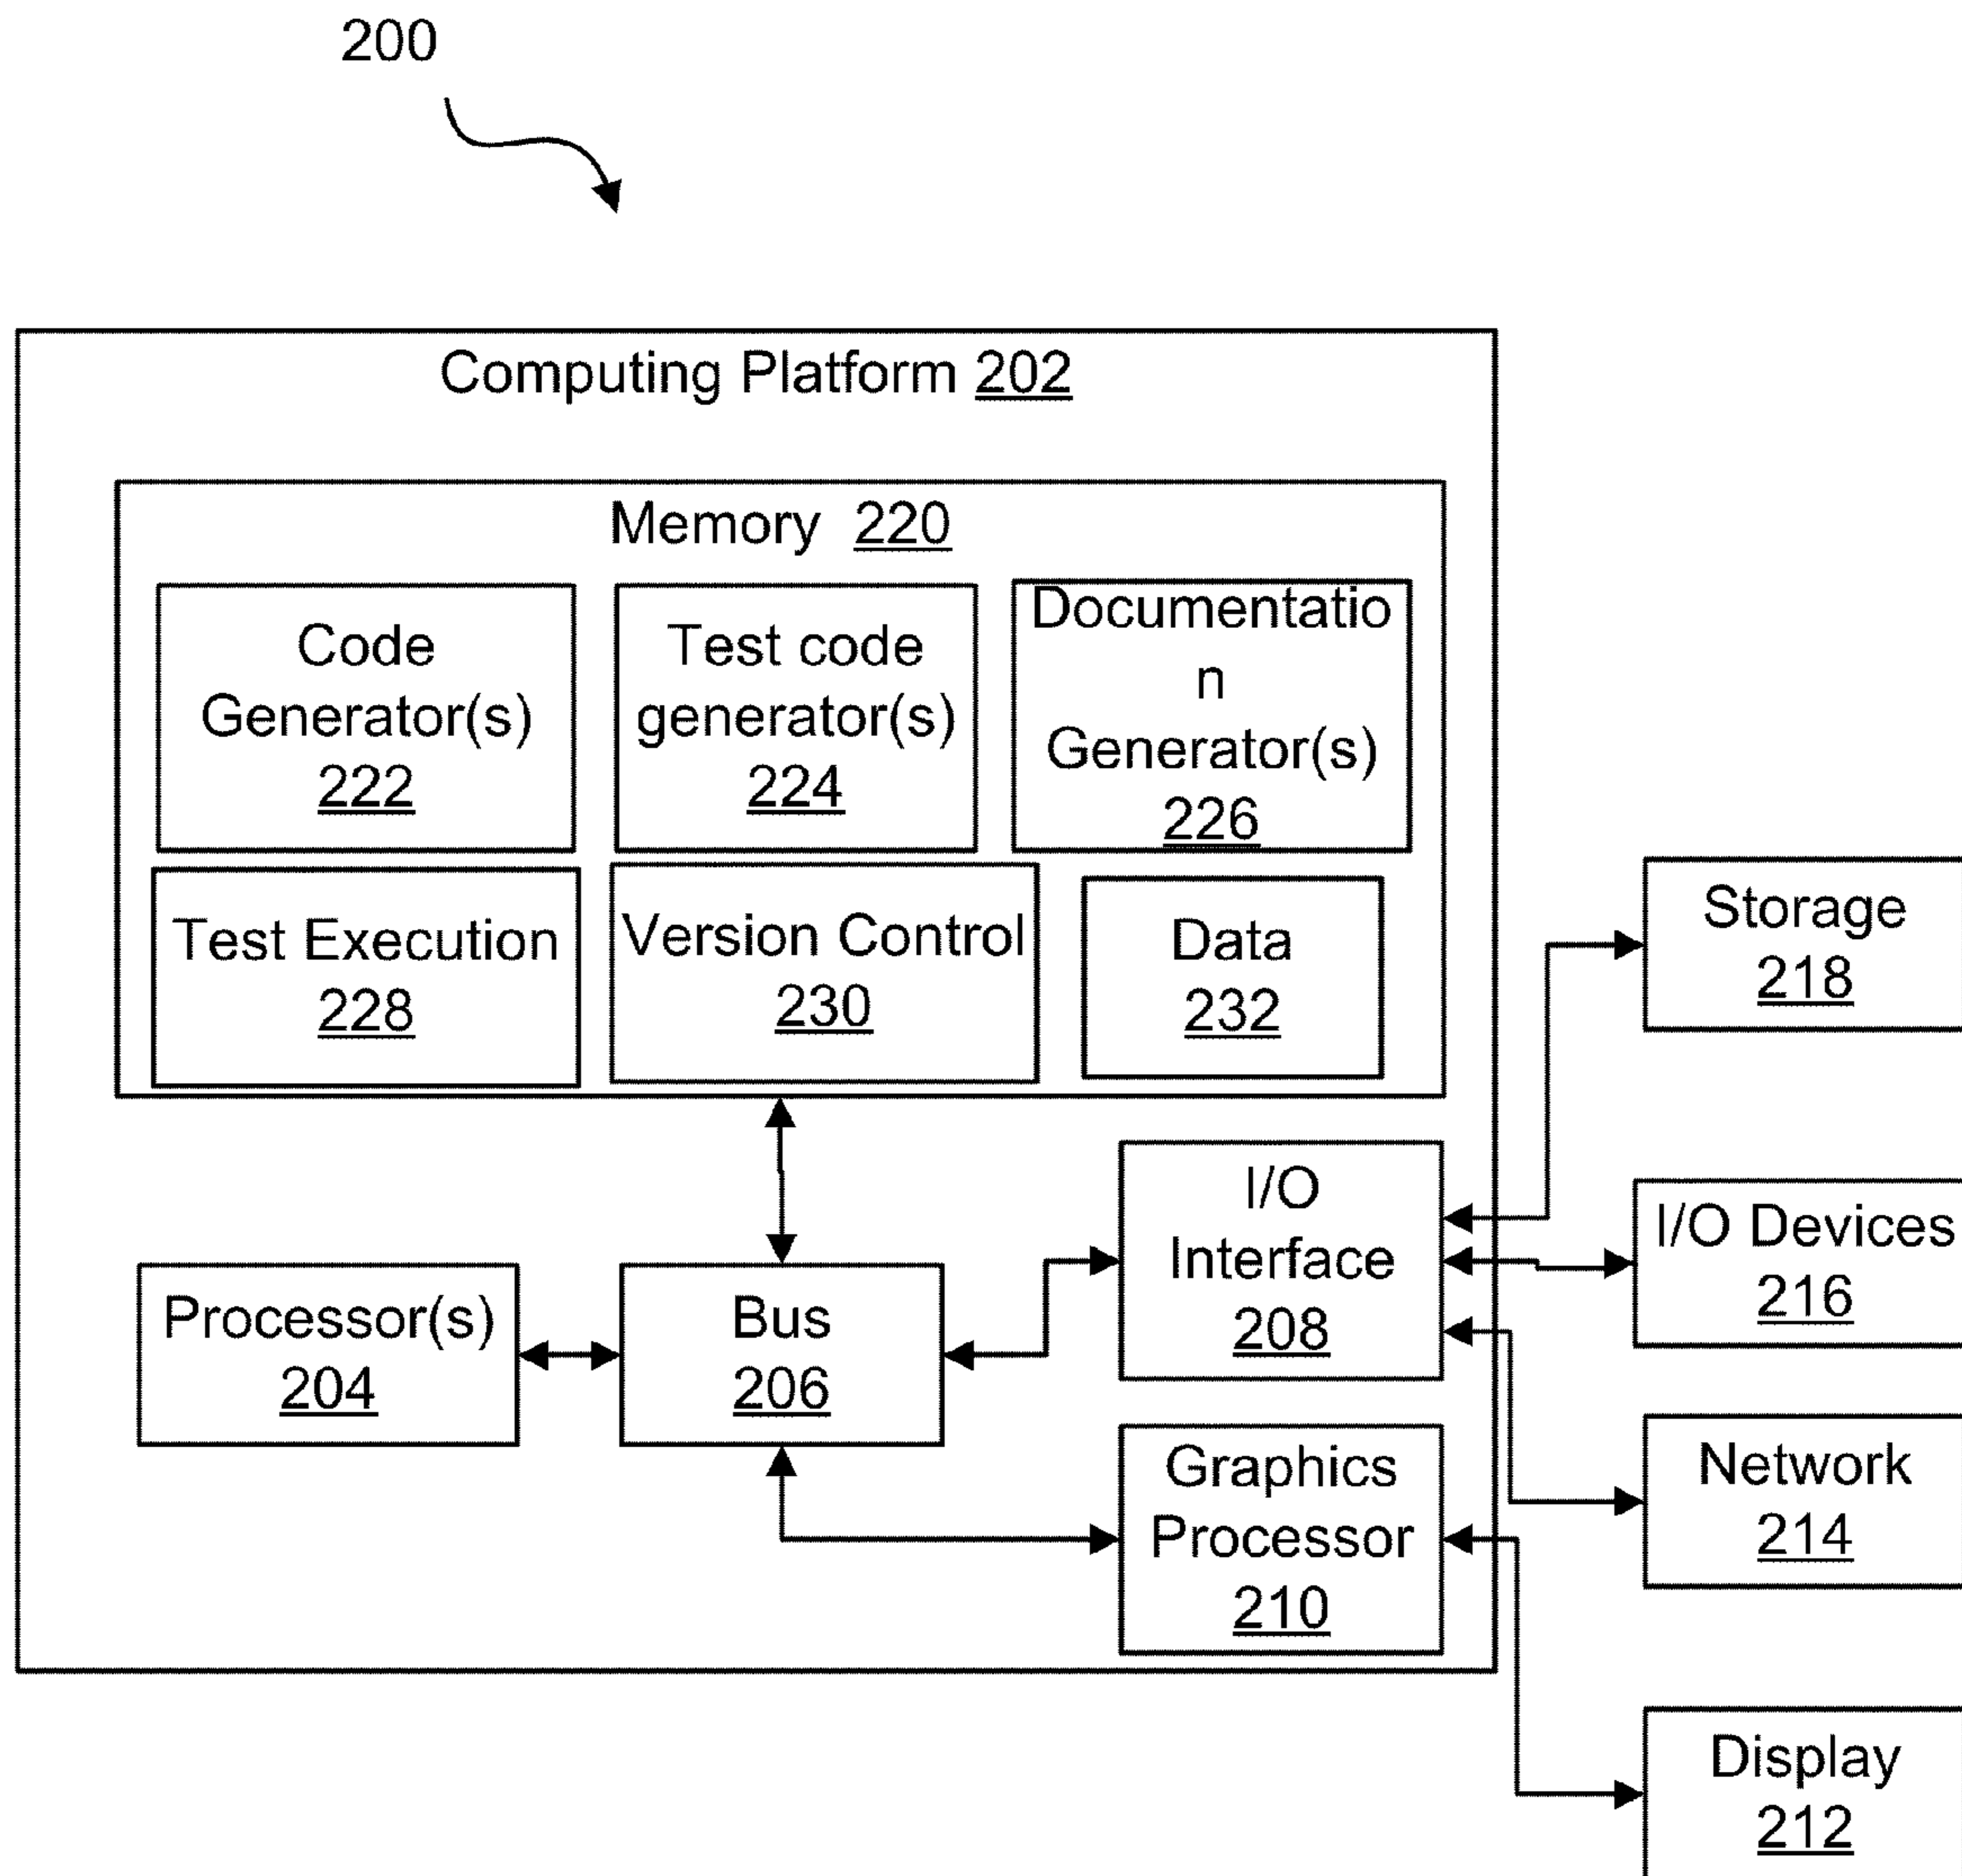 200
Computing Platform 202
Memory 220
Code
Generator(s)
222
Test code
generator(s)
224
Documentatio
n
Generator(s)
226
Test Execution
228
Version Control
230
Data
232
Storage
218
I/O
Interface
208
I/O Devices
216
Processor(s)
204
Bus
206
Graphics
Processor
210
Network
214
Display
212